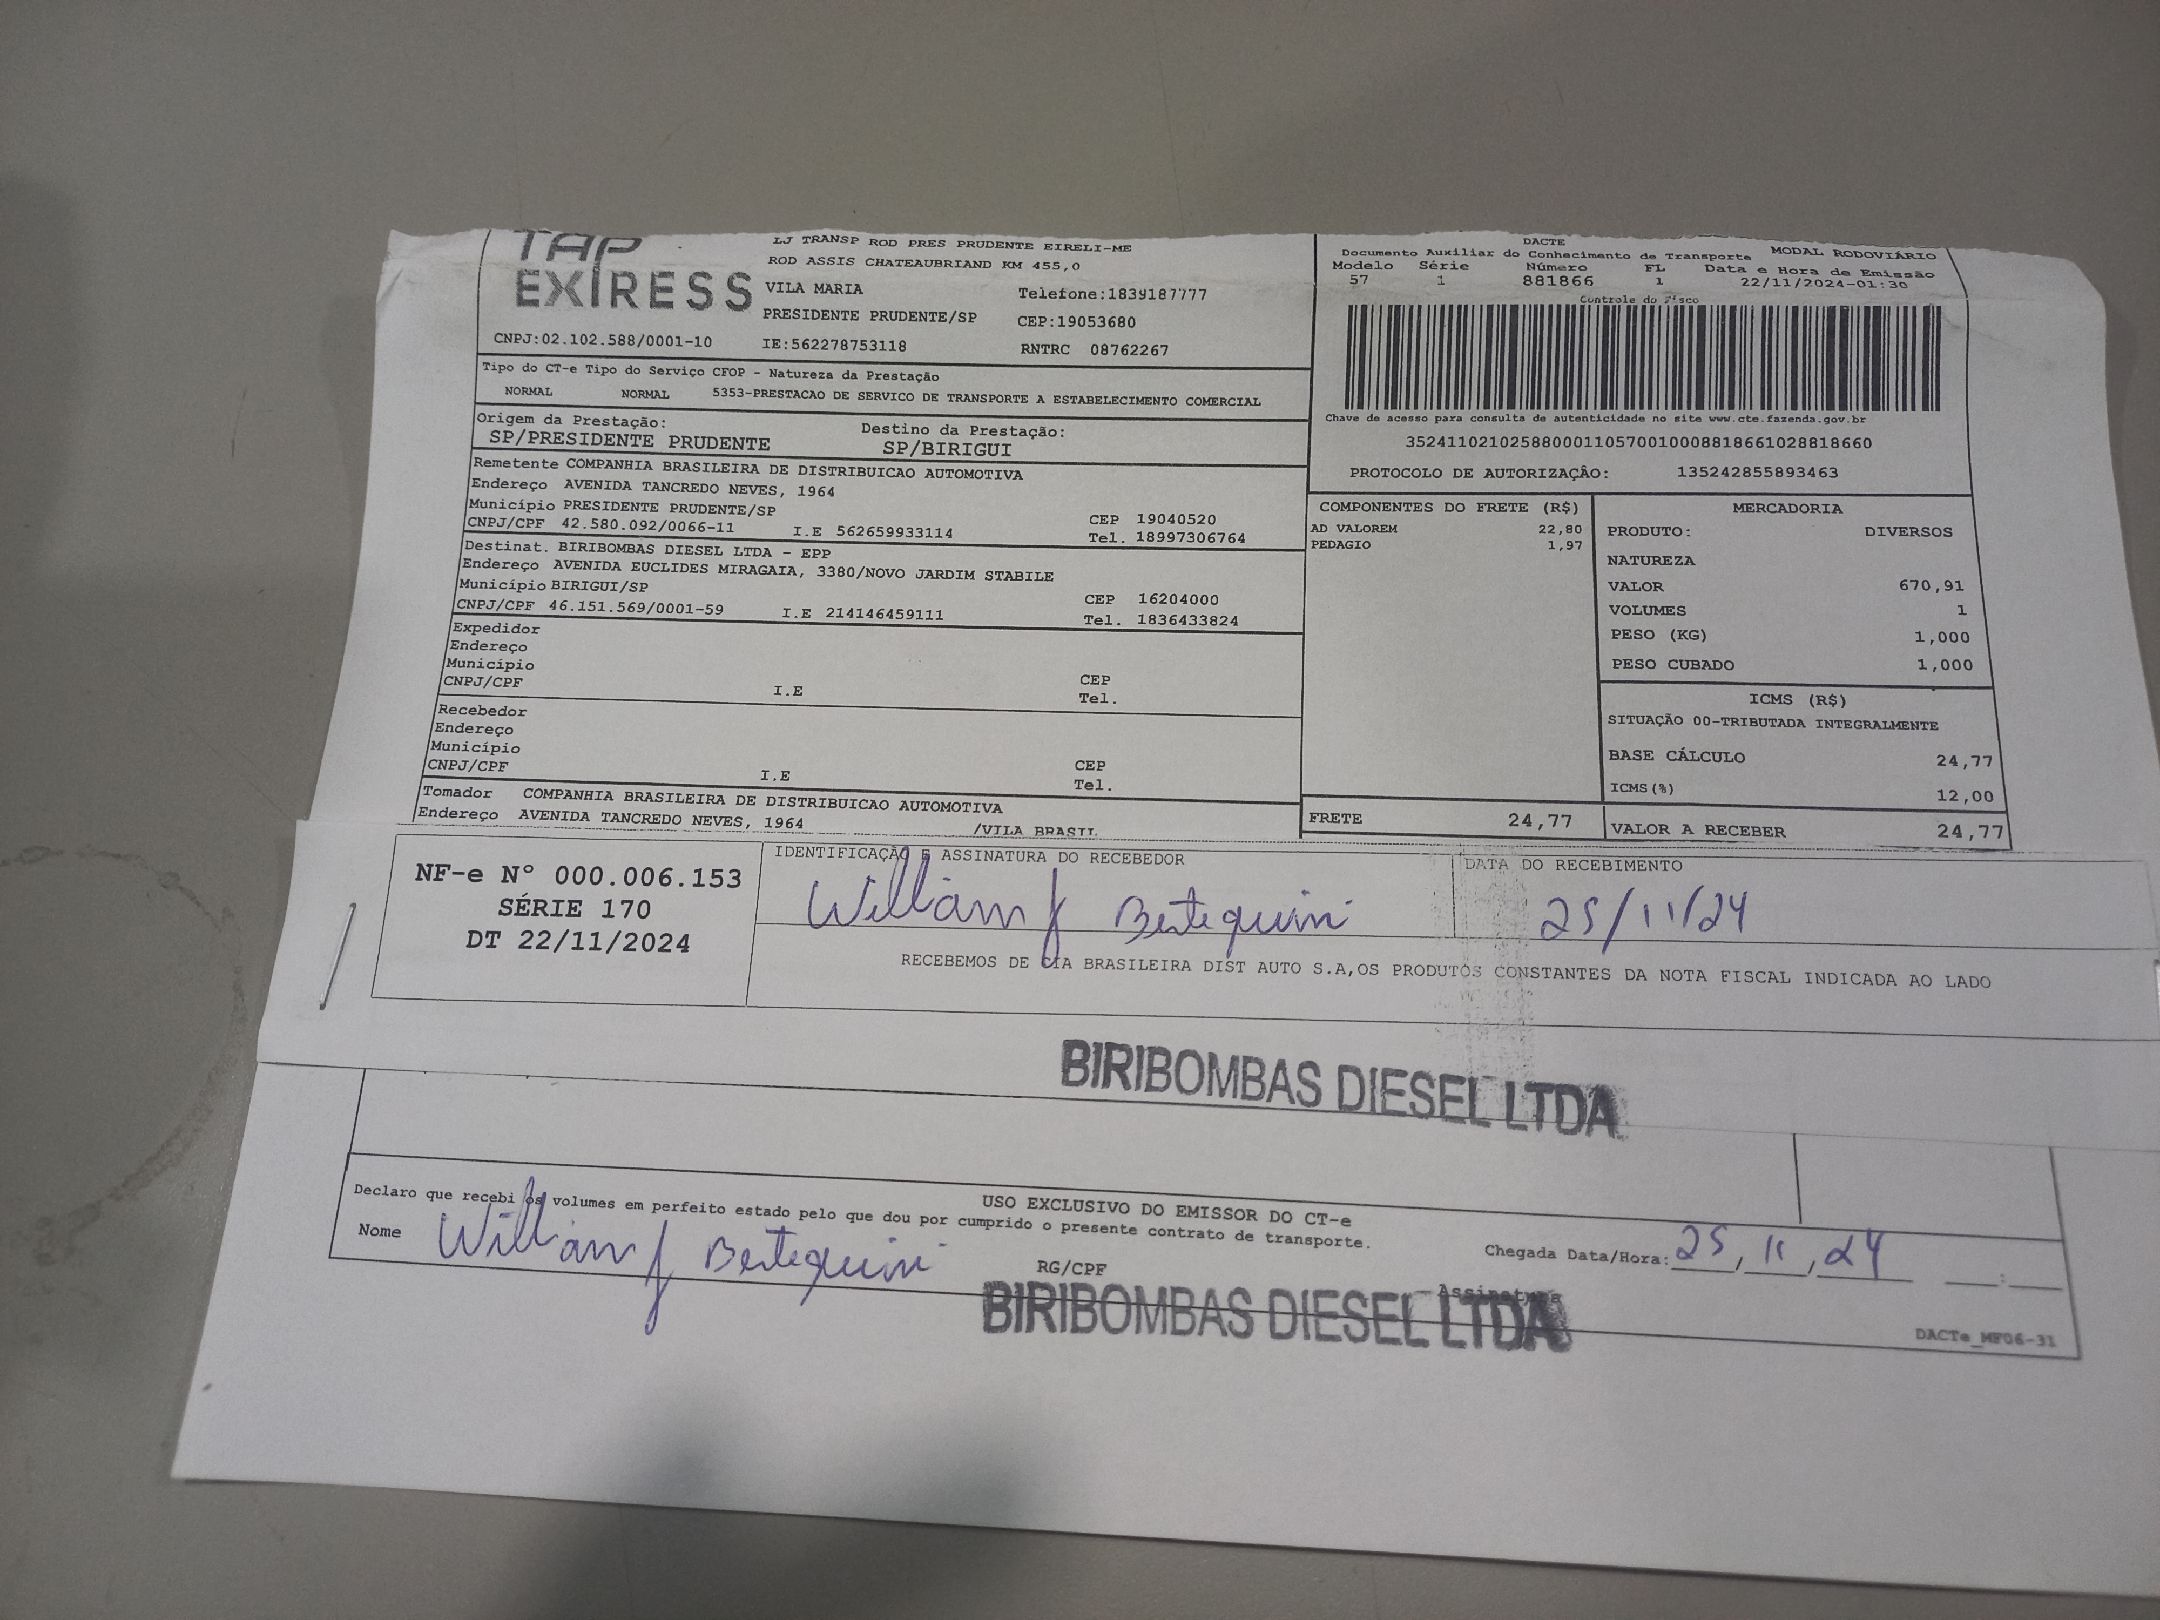 TAP
EXPRESS
LJ TRANSP ROD PRES PRUDENTE EIRELI-ME
ROD ASSIS CHATEAUBRIAND KM 455,0
VILA MARIA Telefone:1839187777
PRESIDENTE PRUDENTE/SP CEP:19053680
CNPJ:02.102.588/0001-10 IE:562278753118 RNTRC 08762267
DACTE
Documento Auxiliar do Conhecimento de Transporte MODAL RODOVIÁRIO
Modelo Série Número FL Data e Hora de Emissão
57 1 881866 1 22/11/2024-01:30
Controle do Fisco
Chave de acesso para consulta de autenticidade no site www.cte.fazenda.gov.br
35241102102588000110570010008818661028818660
PROTOCOLO DE AUTORIZAÇÃO: 135242855893463
Tipo do CT-e Tipo do Serviço CFOP - Natureza da Prestação
NORMAL NORMAL 5353-PRESTACAO DE SERVICO DE TRANSPORTE A ESTABELECIMENTO COMERCIAL
Origem da Prestação: Destino da Prestação:
SP/PRESIDENTE PRUDENTE SP/BIRIGUI
Remetente COMPANHIA BRASILEIRA DE DISTRIBUICAO AUTOMOTIVA
Endereço AVENIDA TANCREDO NEVES, 1964
Município PRESIDENTE PRUDENTE/SP CEP 19040520
CNPJ/CPF 42.580.092/0066-11 I.E 562659933114 Tel. 18997306764
Destinat. BIRIBOMBAS DIESEL LTDA - EPP
Endereço AVENIDA EUCLIDES MIRAGAIA, 3380/NOVO JARDIM STABILE
Município BIRIGUI/SP CEP 16204000
CNPJ/CPF 46.151.569/0001-59 I.E 214146459111 Tel. 1836433824
Expedidor
Endereço
Município CEP
CNPJ/CPF I.E Tel.
Recebedor
Endereço
Município CEP
CNPJ/CPF I.E Tel.
Tomador COMPANHIA BRASILEIRA DE DISTRIBUICAO AUTOMOTIVA
Endereço AVENIDA TANCREDO NEVES, 1964 /VILA BRASIL
COMPONENTES DO FRETE (R$)
AD VALOREM 22,80
PEDAGIO 1,97
FRETE 24,77
MERCADORIA
PRODUTO: DIVERSOS
NATUREZA
VALOR 670,91
VOLUMES 1
PESO (KG) 1,000
PESO CUBADO 1,000
ICMS (R$)
SITUAÇÃO 00-TRIBUTADA INTEGRALMENTE
BASE CÁLCULO 24,77
ICMS(%) 12,00
VALOR A RECEBER 24,77
NF-e Nº 000.006.153
SÉRIE 170
DT 22/11/2024
IDENTIFICAÇÃO E ASSINATURA DO RECEBEDOR
William J Bertequini
DATA DO RECEBIMENTO
25/11/24
RECEBEMOS DE CIA BRASILEIRA DIST AUTO S.A,OS PRODUTOS CONSTANTES DA NOTA FISCAL INDICADA AO LADO
BIRIBOMBAS DIESEL LTDA
USO EXCLUSIVO DO EMISSOR DO CT-e
Declaro que recebi os volumes em perfeito estado pelo que dou por cumprido o presente contrato de transporte.
Nome William J Bertequini RG/CPF Chegada Data/Hora: 25,11,24 :
Assinatura
BIRIBOMBAS DIESEL LTDA
DACTe_MF06-31